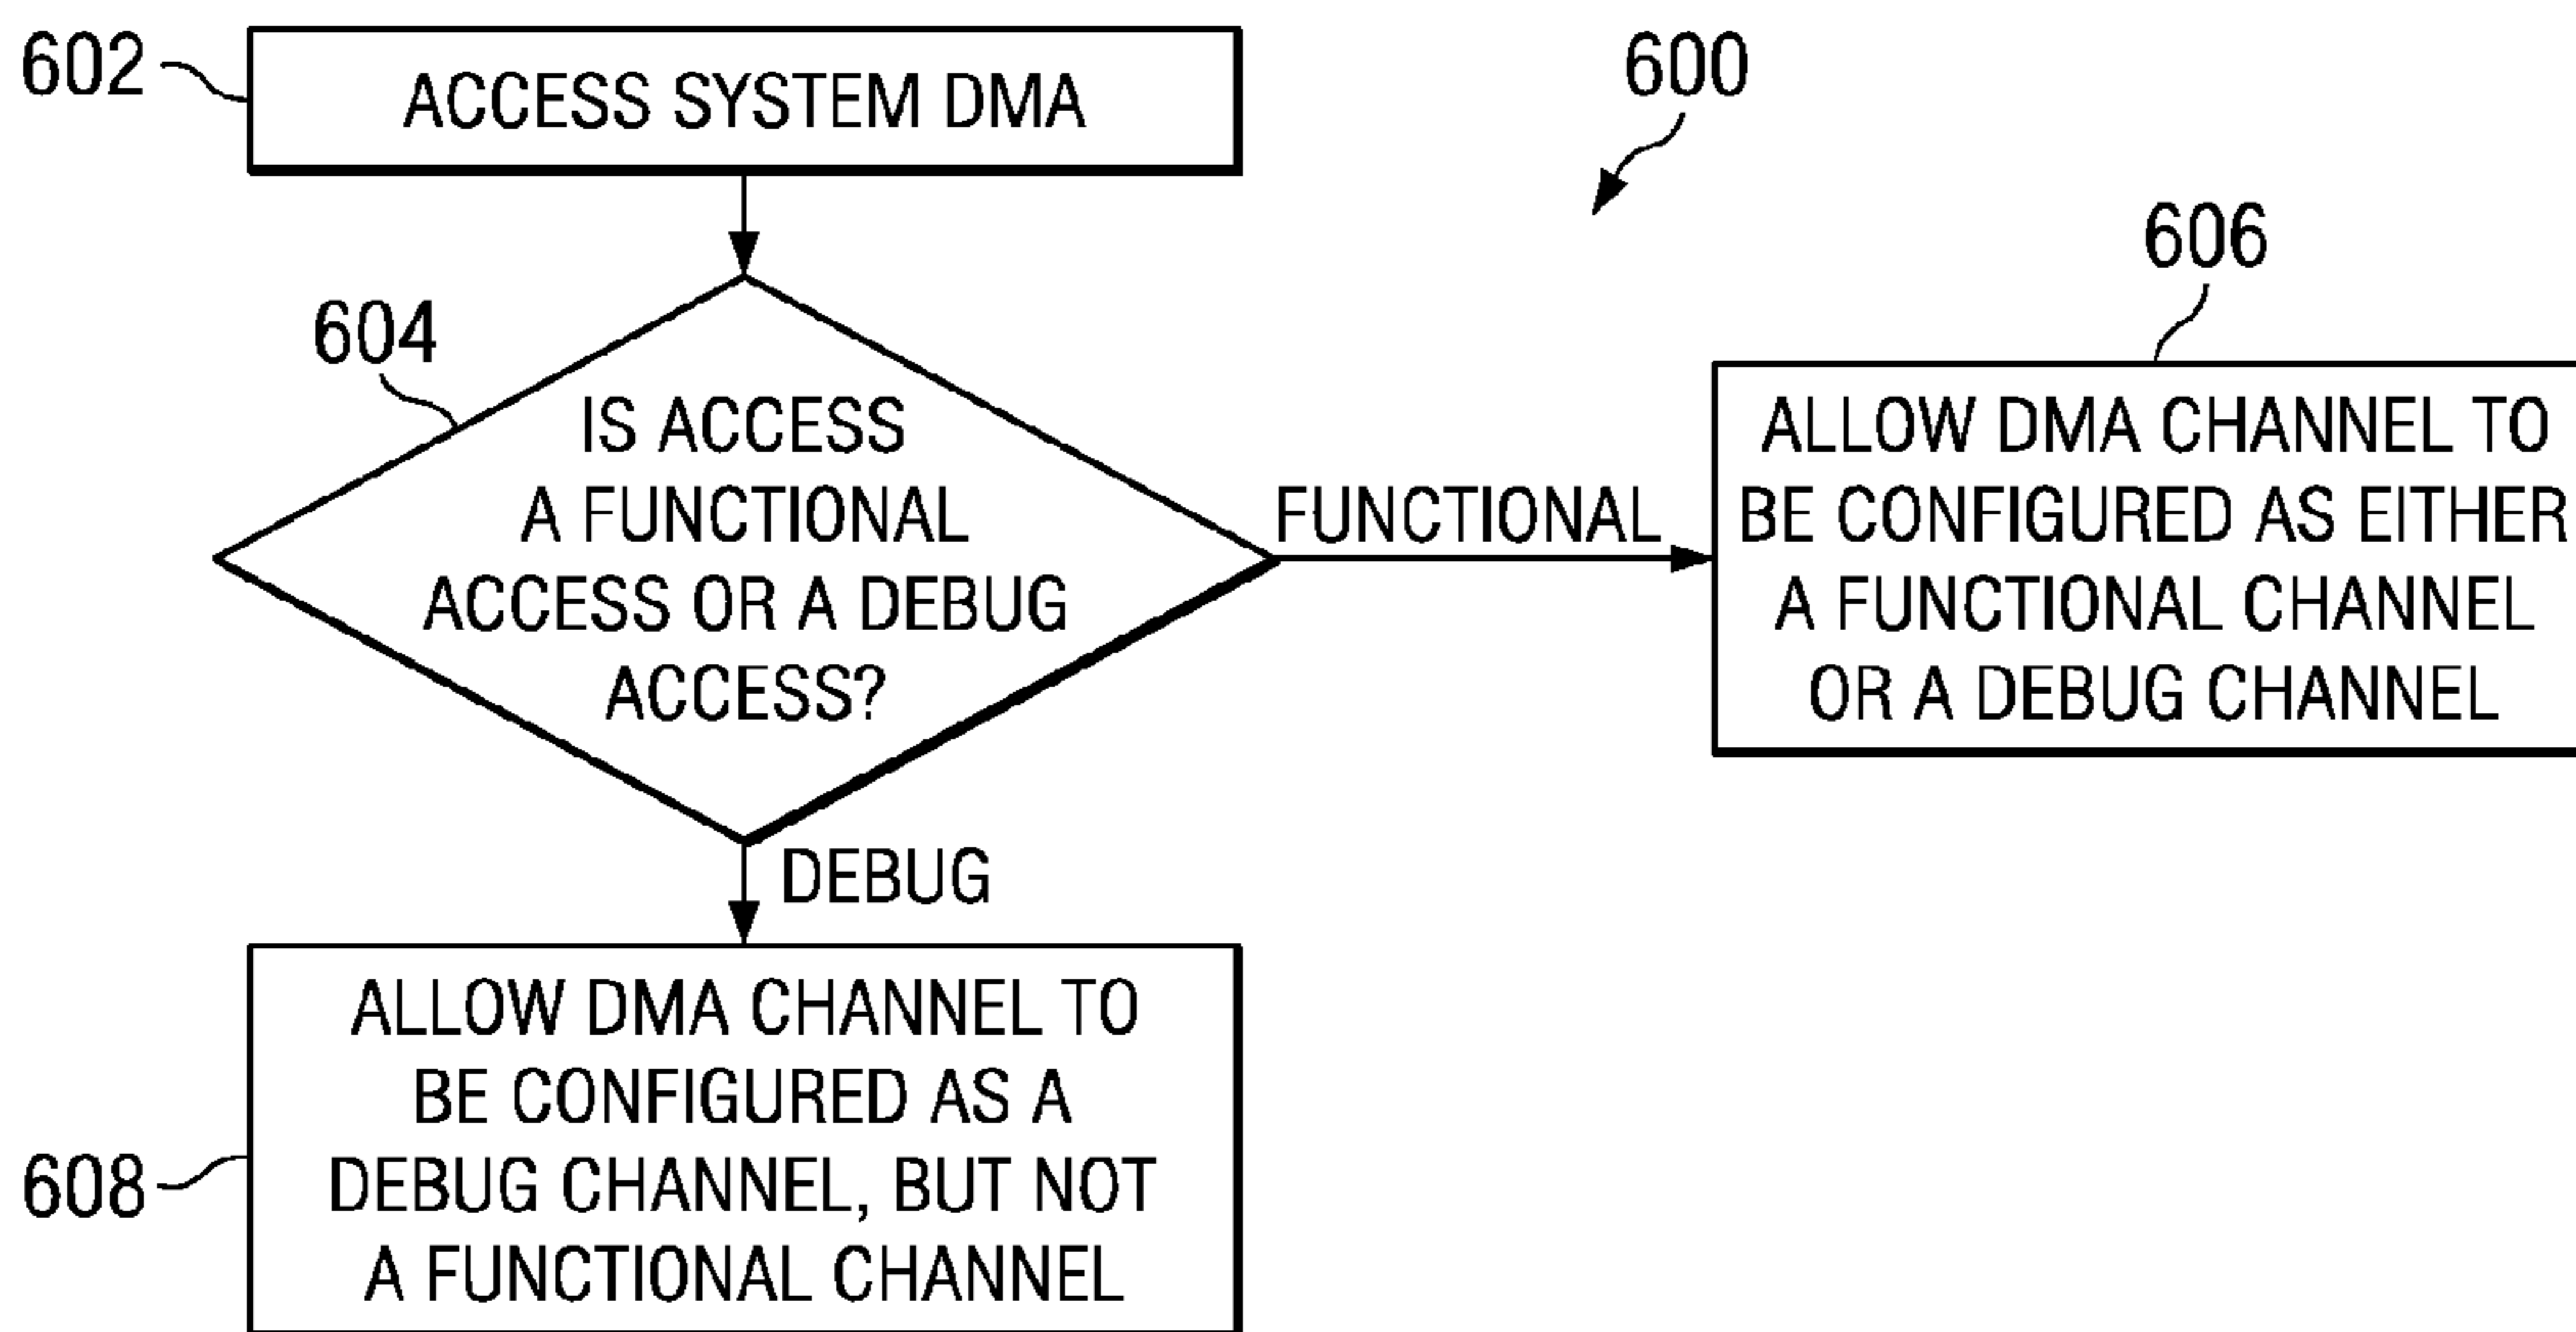 602
ACCESS SYSTEM DMA
600
604
IS ACCESS
A FUNCTIONAL
ACCESS OR A DEBUG
ACCESS?
FUNCTIONAL
606
ALLOW DMA CHANNEL TO
BE CONFIGURED AS EITHER
A FUNCTIONAL CHANNEL
OR A DEBUG CHANNEL
DEBUG
608
ALLOW DMA CHANNEL TO
BE CONFIGURED AS A
DEBUG CHANNEL, BUT NOT
A FUNCTIONAL CHANNEL